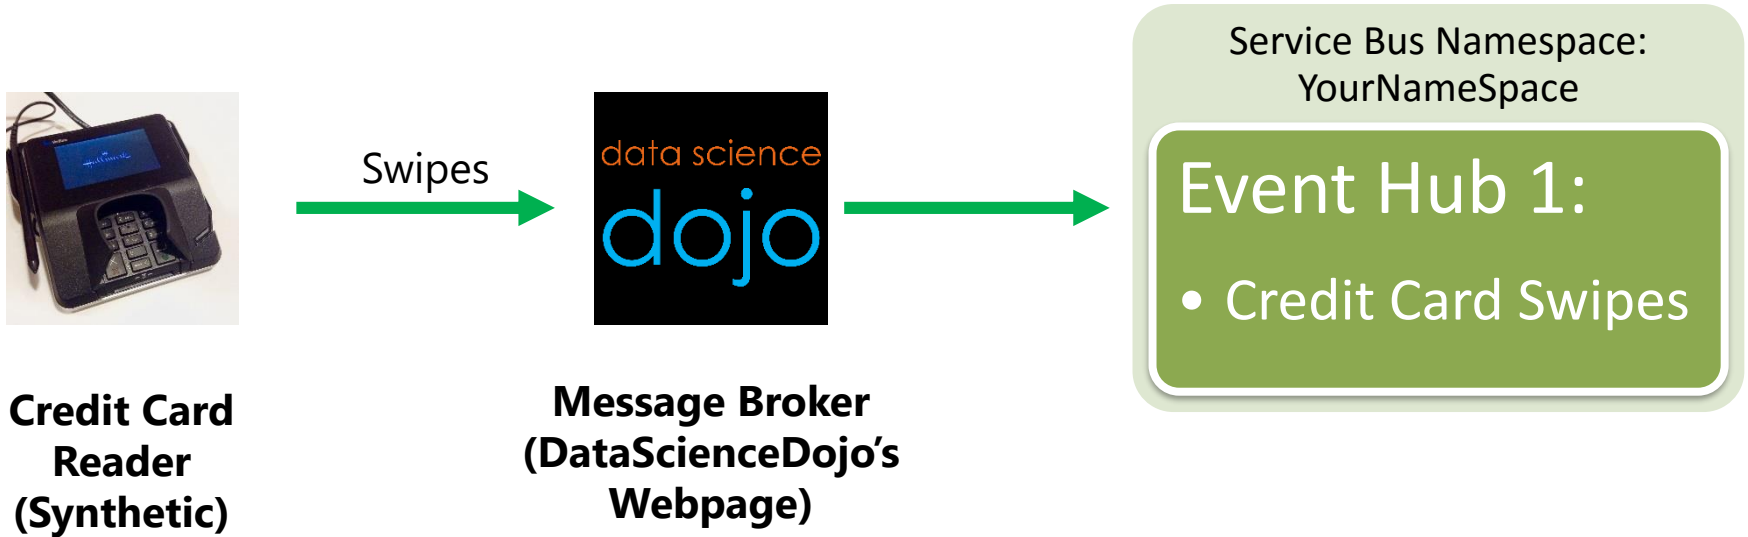 Service Bus Namespace:
YourNameSpace
Swipes
data science
dojo
Event Hub 1:
• Credit Card Swipes
Credit Card
Reader
(Synthetic)
Message Broker
(DataScienceDojo’s
Webpage)